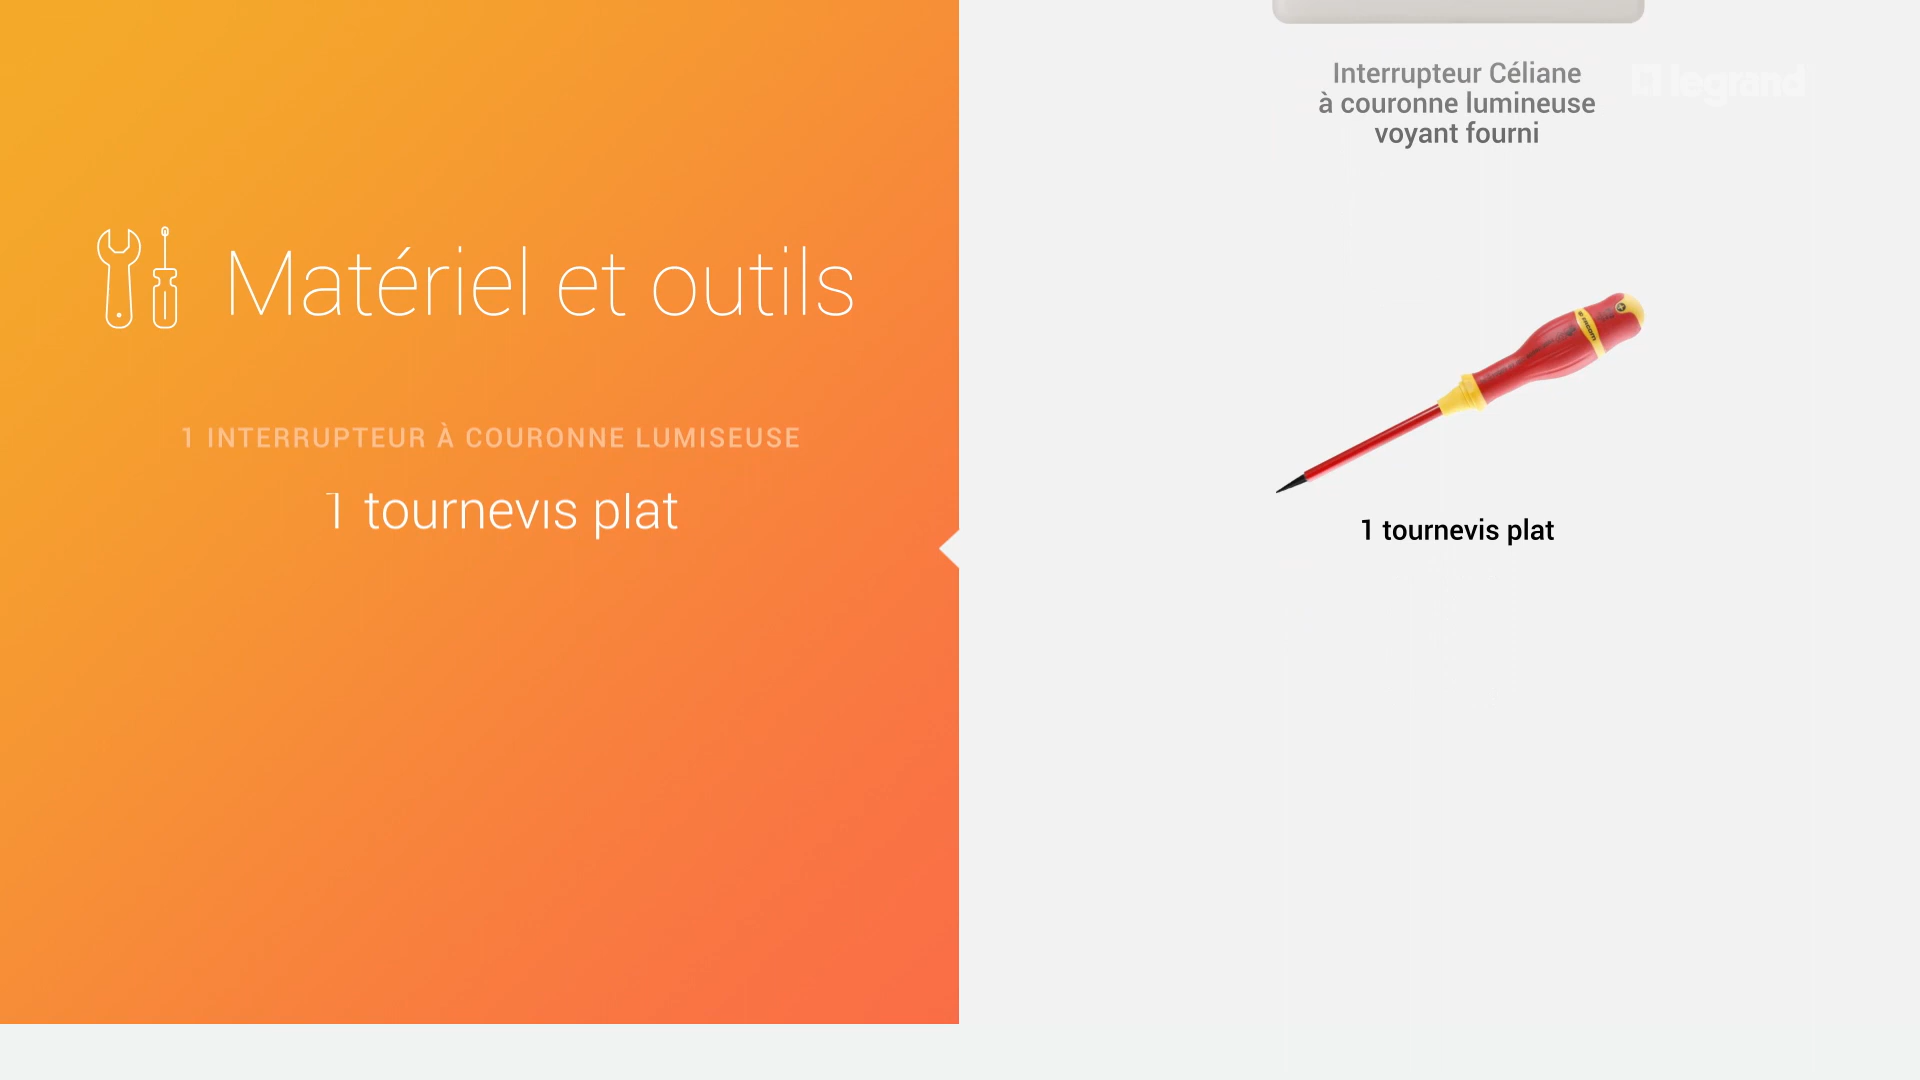 Matériel et outils
1 INTERRUPTEUR À COURONNE LUMISEUSE
1 tournevis plat
Interrupteur Céliane
à couronne lumineuse
voyant fourni
legrand
1 tournevis plat